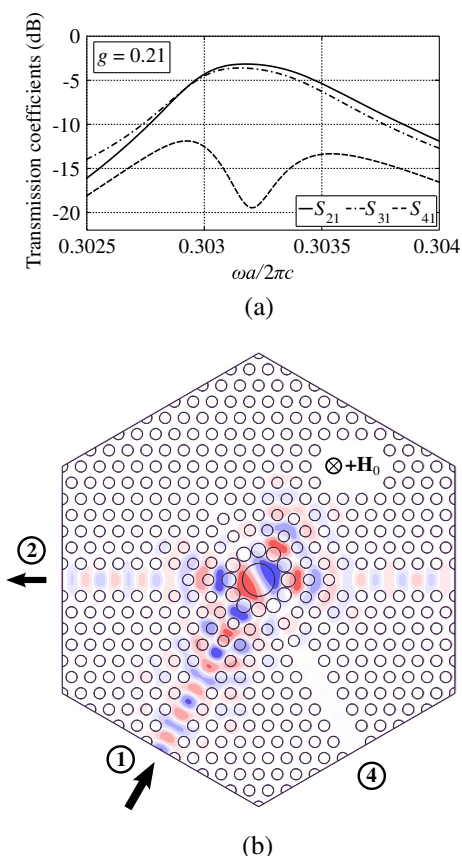 Transmission coefficients (dB)
g = 0.21
0
-5
-10
-15
-20
0.3025 0.303 0.3035 0.304
S21 S31 S41
ωa/2πc
(a)
⊗ +H0
2
1
4
(b)